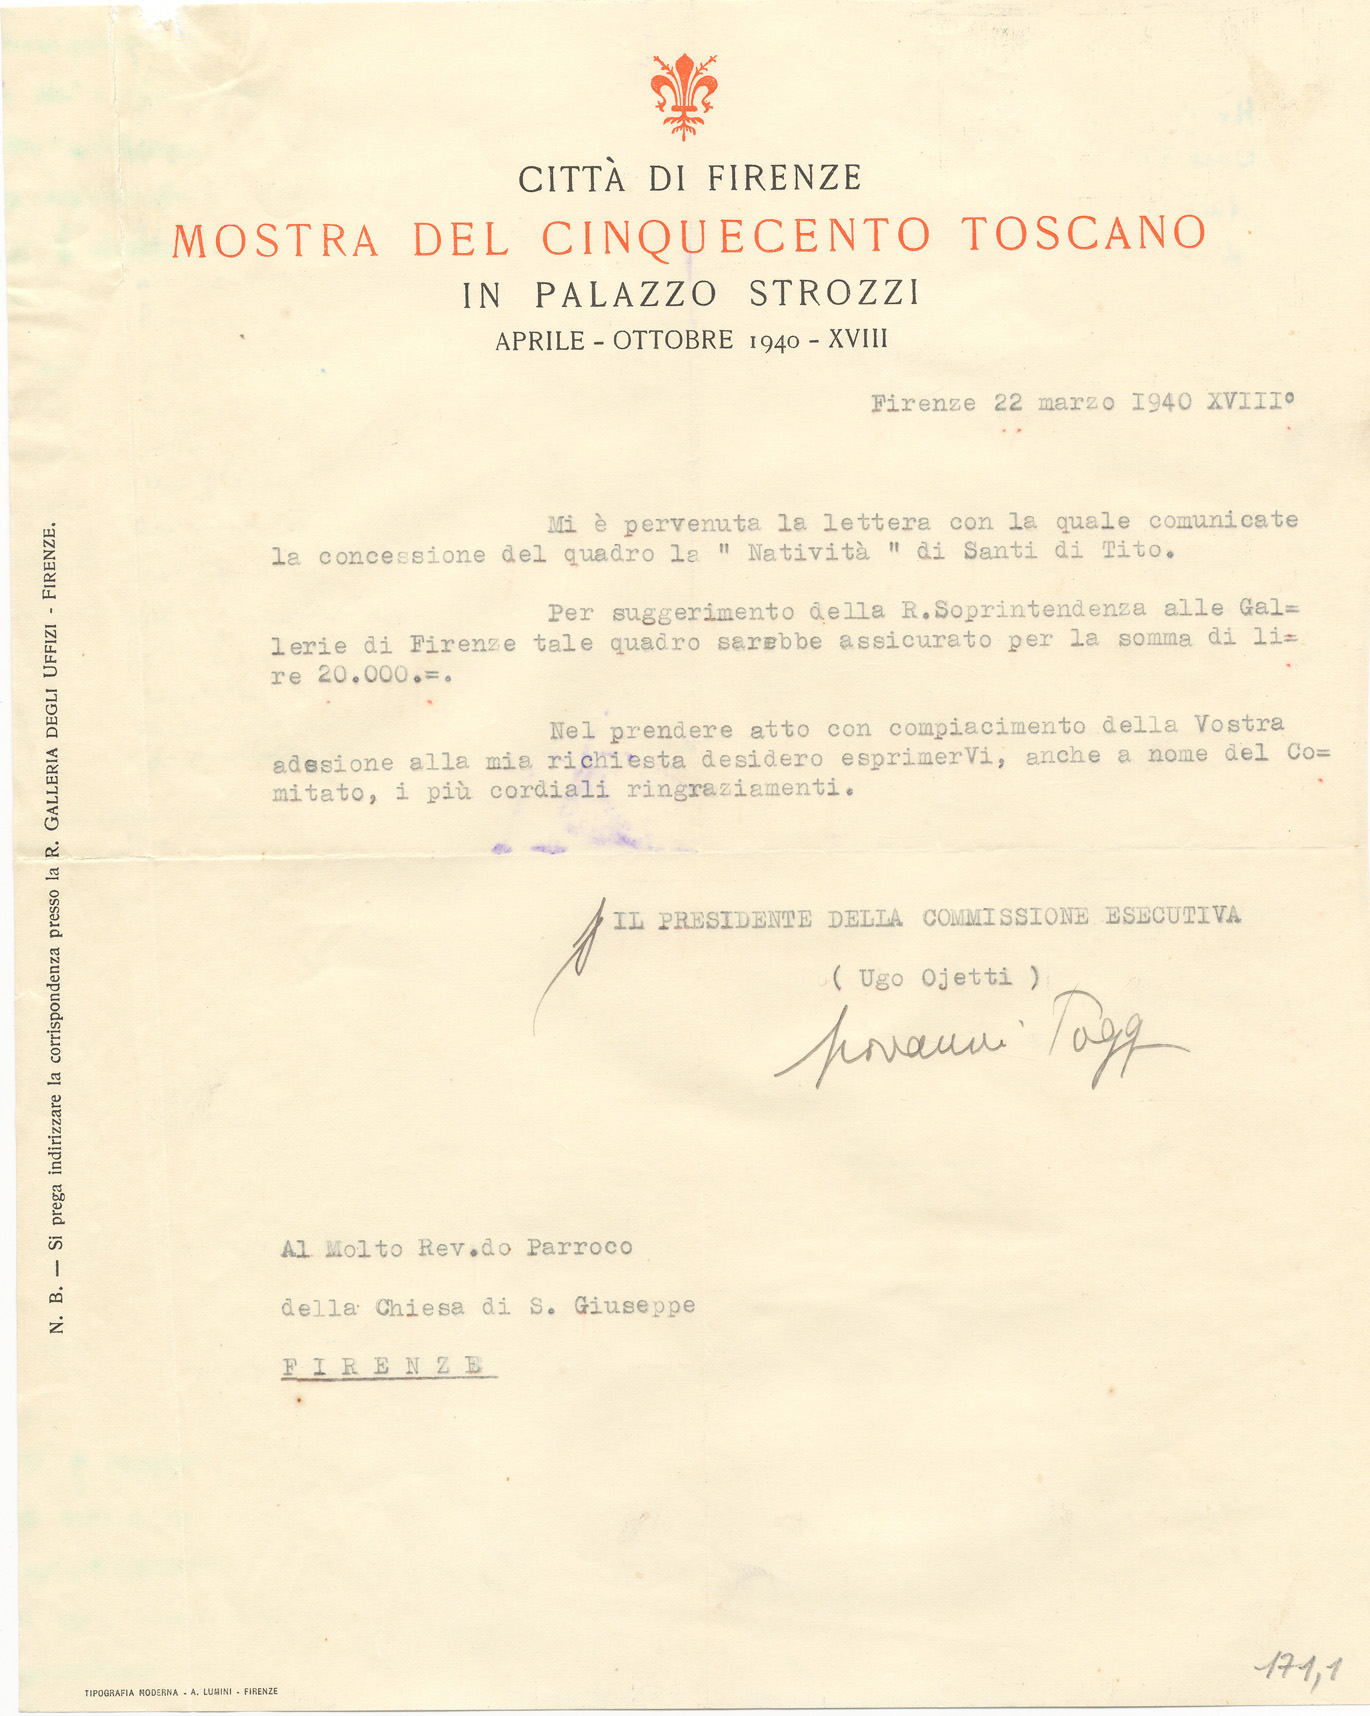 CITTÀ DI FIRENZE
MOSTRA DEL CINQUECENTO TOSCANO
IN PALAZZO STROZZI
APRILE - OTTOBRE 1940 - XVIII
Firenze 22 marzo 1940 XVIII°
Mi è pervenuta la lettera con la quale comunicate
la concessione del quadro la " Natività " di Santi di Tito.
Per suggerimento della R.Soprintendenza alle Gal=
lerie di Firenze tale quadro sarebbe assicurato per la somma di li=
re 20.000.=.
Nel prendere atto con compiacimento della Vostra
adesione alla mia richiesta desidero esprimerVi, anche a nome del Co=
mitato, i più cordiali ringraziamenti.
IL PRESIDENTE DELLA COMMISSIONE ESECUTIVA
( Ugo Ojetti )
Giovanni Poggi
Al Molto Rev.do Parroco
della Chiesa di S. Giuseppe
FIRENZE
N. B. — Si prega indirizzare la corrispondenza presso la R. GALLERIA DEGLI UFFIZI - FIRENZE.
TIPOGRAFIA MODERNA - A. LUMINI - FIRENZE
171,1